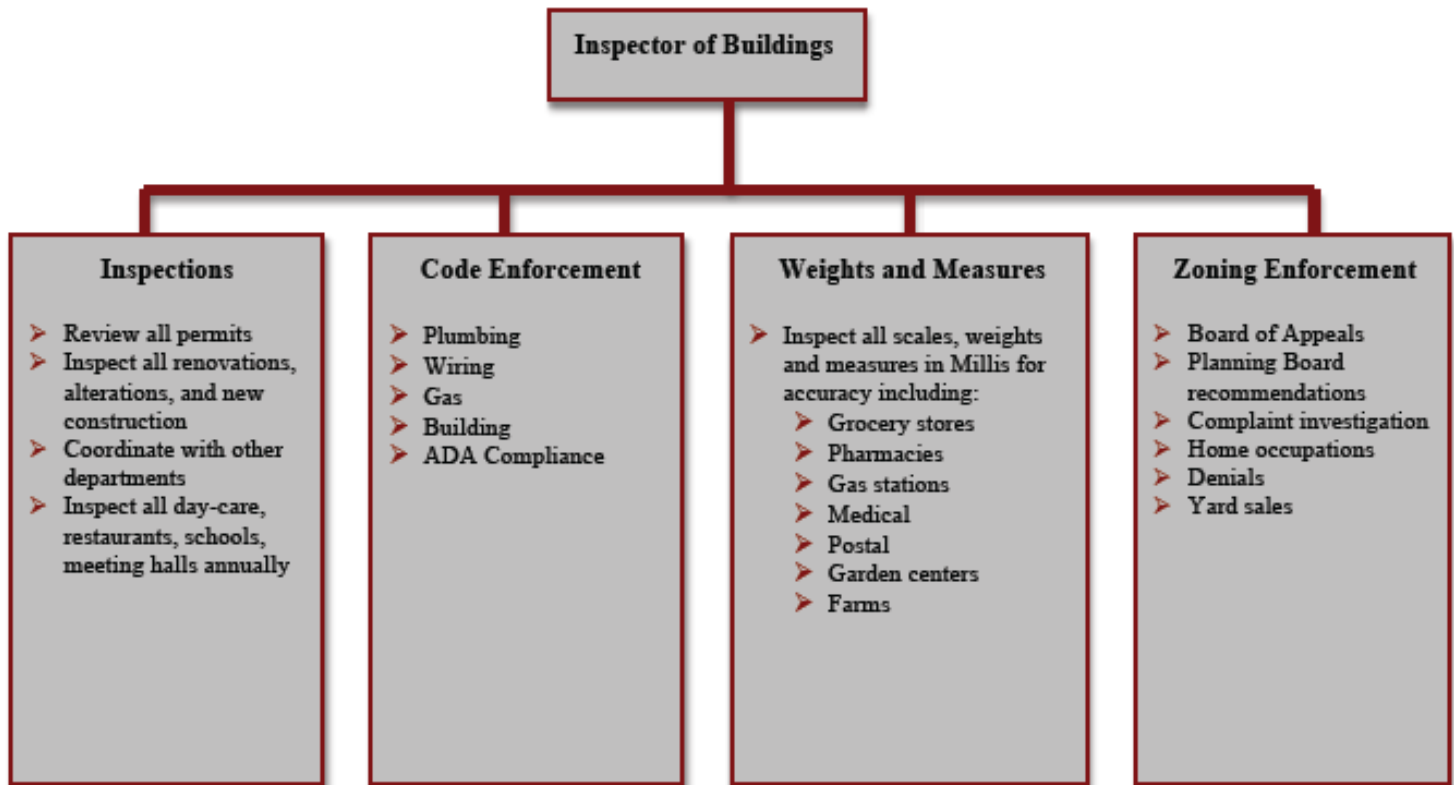 Inspector of Buildings
Inspections
Review all permits
Inspect all renovations,
alterations, and new
construction
Coordinate with other
departments
Inspect all day-care,
restaurants, schools,
meeting halls annually
Code Enforcement
Plumbing
Wiring
Gas
Building
ADA Compliance
Weights and Measures
Inspect all scales, weights
and measures in Millis for
accuracy including:
Grocery stores
Pharmacies
Gas stations
Medical
Postal
Garden centers
Farms
Zoning Enforcement
Board of Appeals
Planning Board
recommendations
Complaint investigation
Home occupations
Denials
Yard sales